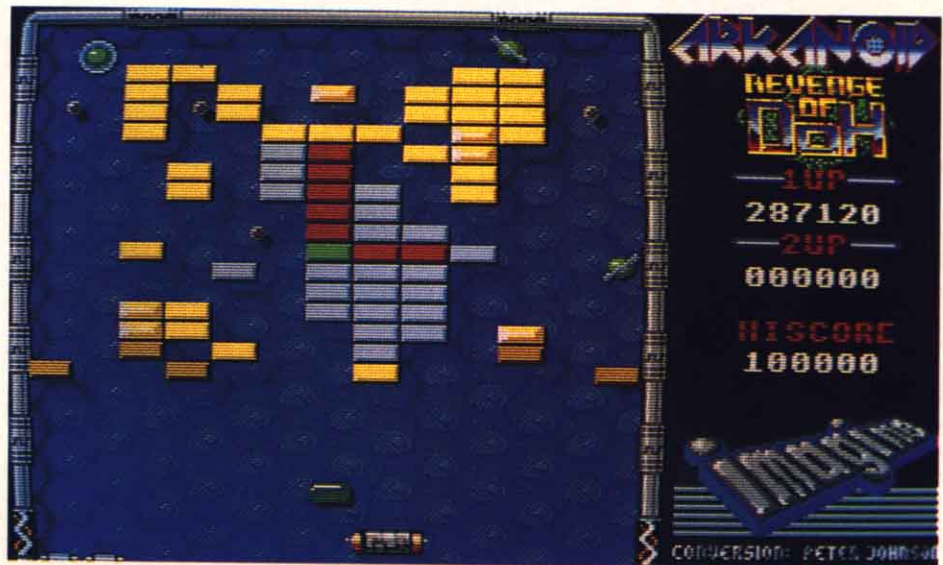 ARKANOID
REVENGE
OF
DOH
1UP
287120
2UP
000000
HISCORE
100000
imagine
CONVERSION: PETER JOHNSON